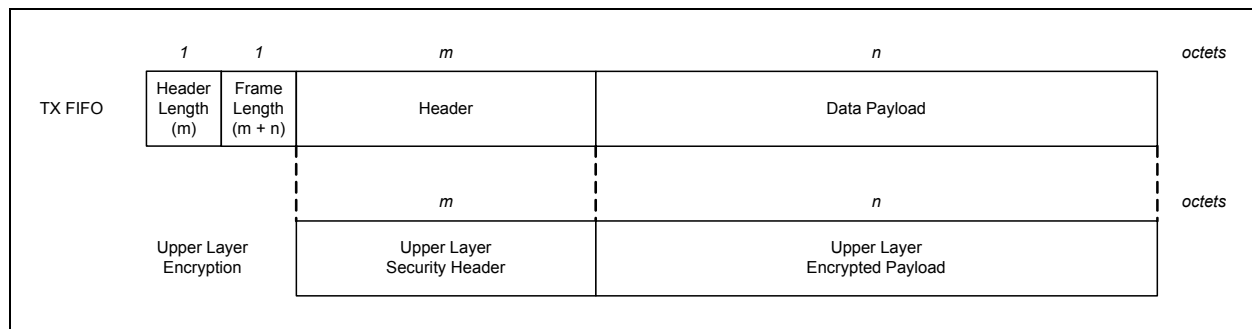 1 1 m n octets
TX FIFO
Header
Length
(m)
Frame
Length
(m + n)
Header
Data Payload
m n octets
Upper Layer
Encryption
Upper Layer
Security Header
Upper Layer
Encrypted Payload